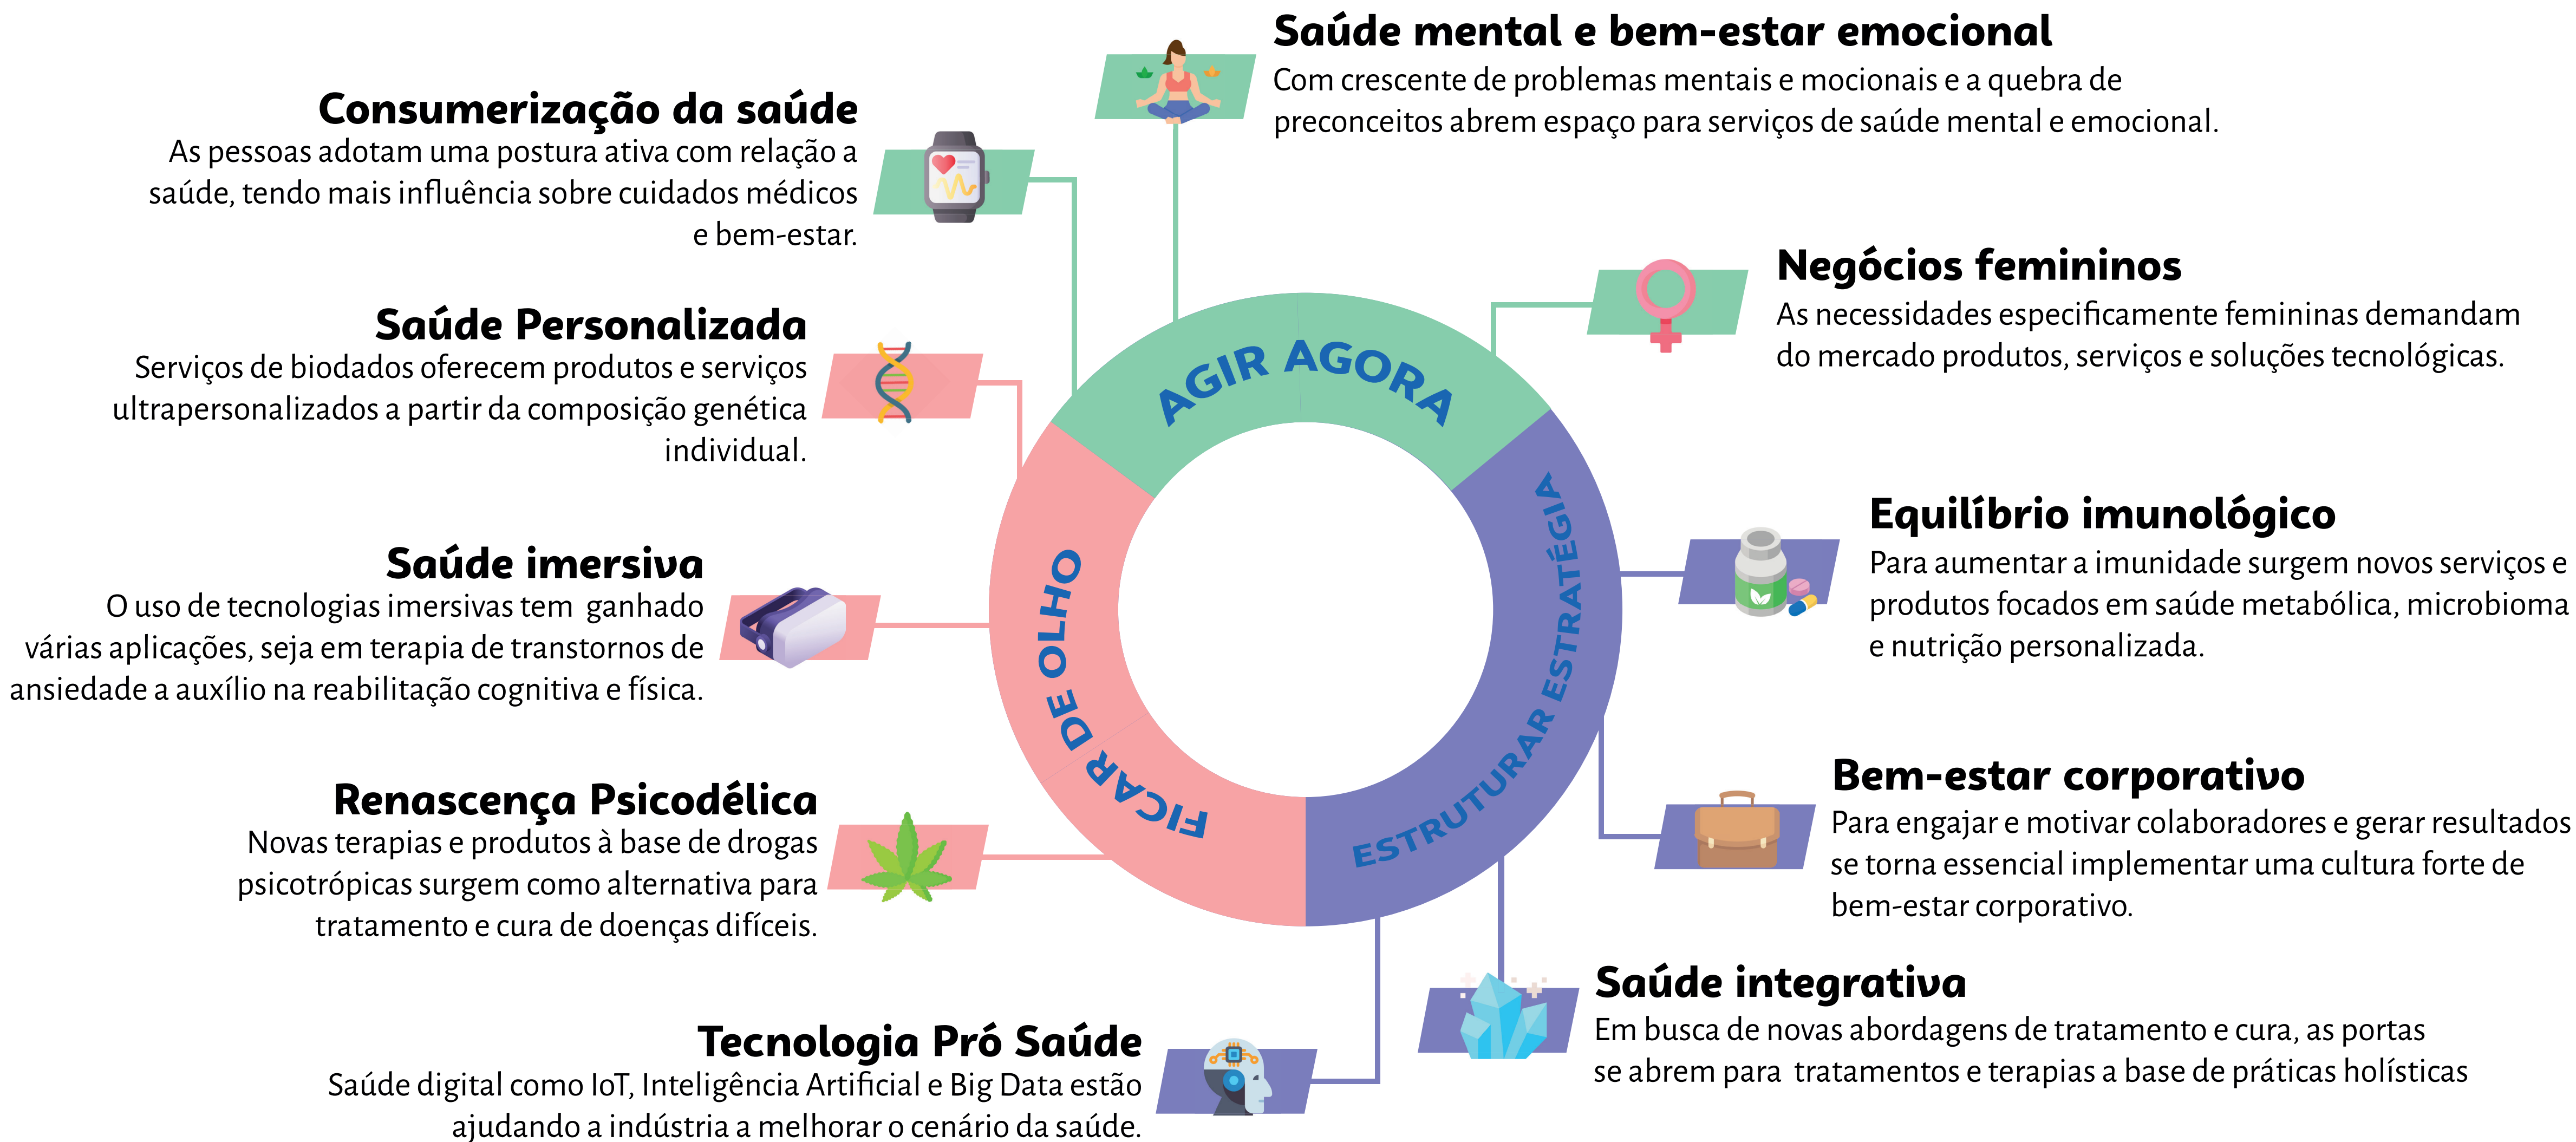 Saúde mental e bem-estar emocional
Com crescente de problemas mentais e mocionais e a quebra de
preconceitos abrem espaço para serviços de saúde mental e emocional.
Consumerização da saúde
As pessoas adotam uma postura ativa com relação a
saúde, tendo mais influência sobre cuidados médicos
e bem-estar.
Negócios femininos
As necessidades especificamente femininas demandam
do mercado produtos, serviços e soluções tecnológicas.
Saúde Personalizada
Serviços de biodados oferecem produtos e serviços
ultrapersonalizados a partir da composição genética
individual.
AGIR AGORA
Equilíbrio imunológico
Para aumentar a imunidade surgem novos serviços e
produtos focados em saúde metabólica, microbioma
e nutrição personalizada.
Saúde imersiva
O uso de tecnologias imersivas tem  ganhado
várias aplicações, seja em terapia de transtornos de
ansiedade a auxílio na reabilitação cognitiva e física.
FICAR DE OLHO
ESTRUTURAR ESTRATÉGIA
Bem-estar corporativo
Para engajar e motivar colaboradores e gerar resultados
se torna essencial implementar uma cultura forte de
bem-estar corporativo.
Renascença Psicodélica
Novas terapias e produtos à base de drogas
psicotrópicas surgem como alternativa para
tratamento e cura de doenças difíceis.
Saúde integrativa
Em busca de novas abordagens de tratamento e cura, as portas
se abrem para  tratamentos e terapias a base de práticas holísticas
Tecnologia Pró Saúde
Saúde digital como IoT, Inteligência Artificial e Big Data estão
ajudando a indústria a melhorar o cenário da saúde.